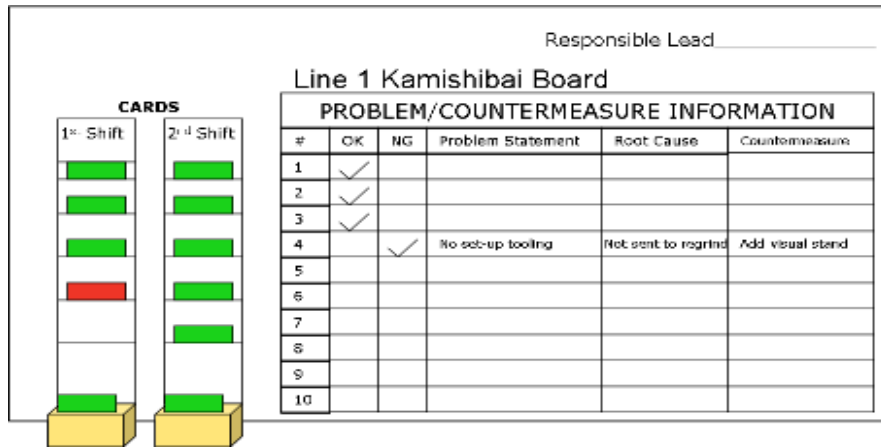 Responsible Lead
Line 1 Kamishibai Board
CARDS
1st Shift
2nd Shift
PROBLEM/COUNTERMEASURE INFORMATION
# OK NG Problem Statement Root Cause Countermeasure
1
2
3
4 No set-up tooling Not sent to regrind Add visual stand
5
6
7
8
9
10